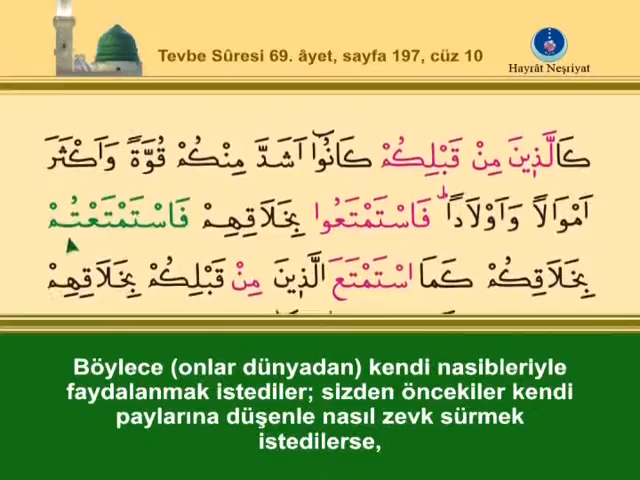 Tevbe Sûresi 69. âyet, sayfa 197, cüz 10
Hayrât Neşriyat
كَالَّذ۪ينَ مِنْ قَبْلِكُمْ كَانُٓوا اَشَدَّ مِنْكُمْ قُوَّةً وَاَكْثَرَ
اَمْوَالًا وَاَوْلَادًاۜ فَاسْتَمْتَعُوا بِخَلَاقِهِمْ فَاسْتَمْتَعْتُمْ
بِخَلَاقِكُمْ كَمَا اسْتَمْتَعَ الَّذ۪ينَ مِنْ قَبْلِكُمْ بِخَلَاقِهِمْ
Böylece (onlar dünyadan) kendi nasibleriyle
faydalanmak istediler; sizden öncekiler kendi
paylarına düşenle nasıl zevk sürmek
istedilerse,